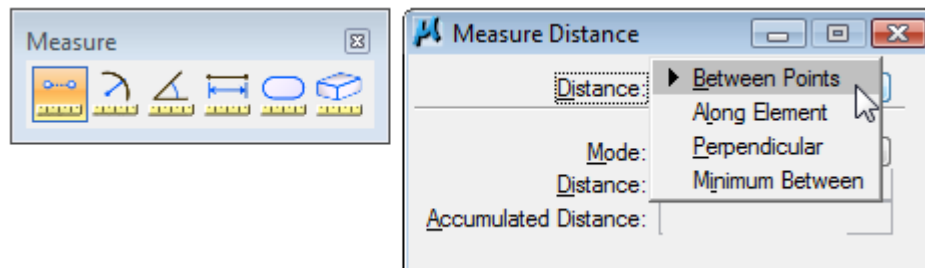 Measure
Measure Distance
Distance:
Between Points
Along Element
Perpendicular
Minimum Between
Mode:
Distance:
Accumulated Distance: